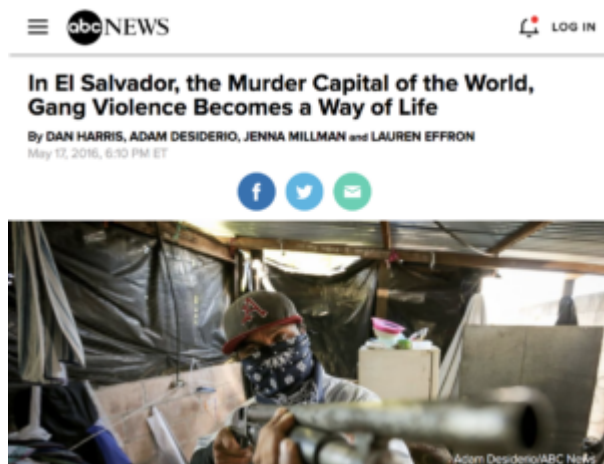 abc NEWS
LOG IN
In El Salvador, the Murder Capital of the World,
Gang Violence Becomes a Way of Life
By DAN HARRIS, ADAM DESIDERIO, JENNA MILLMAN and LAUREN EFFRON
May 17, 2016, 6:10 PM ET
f
A
Adam Desiderio/ABC News